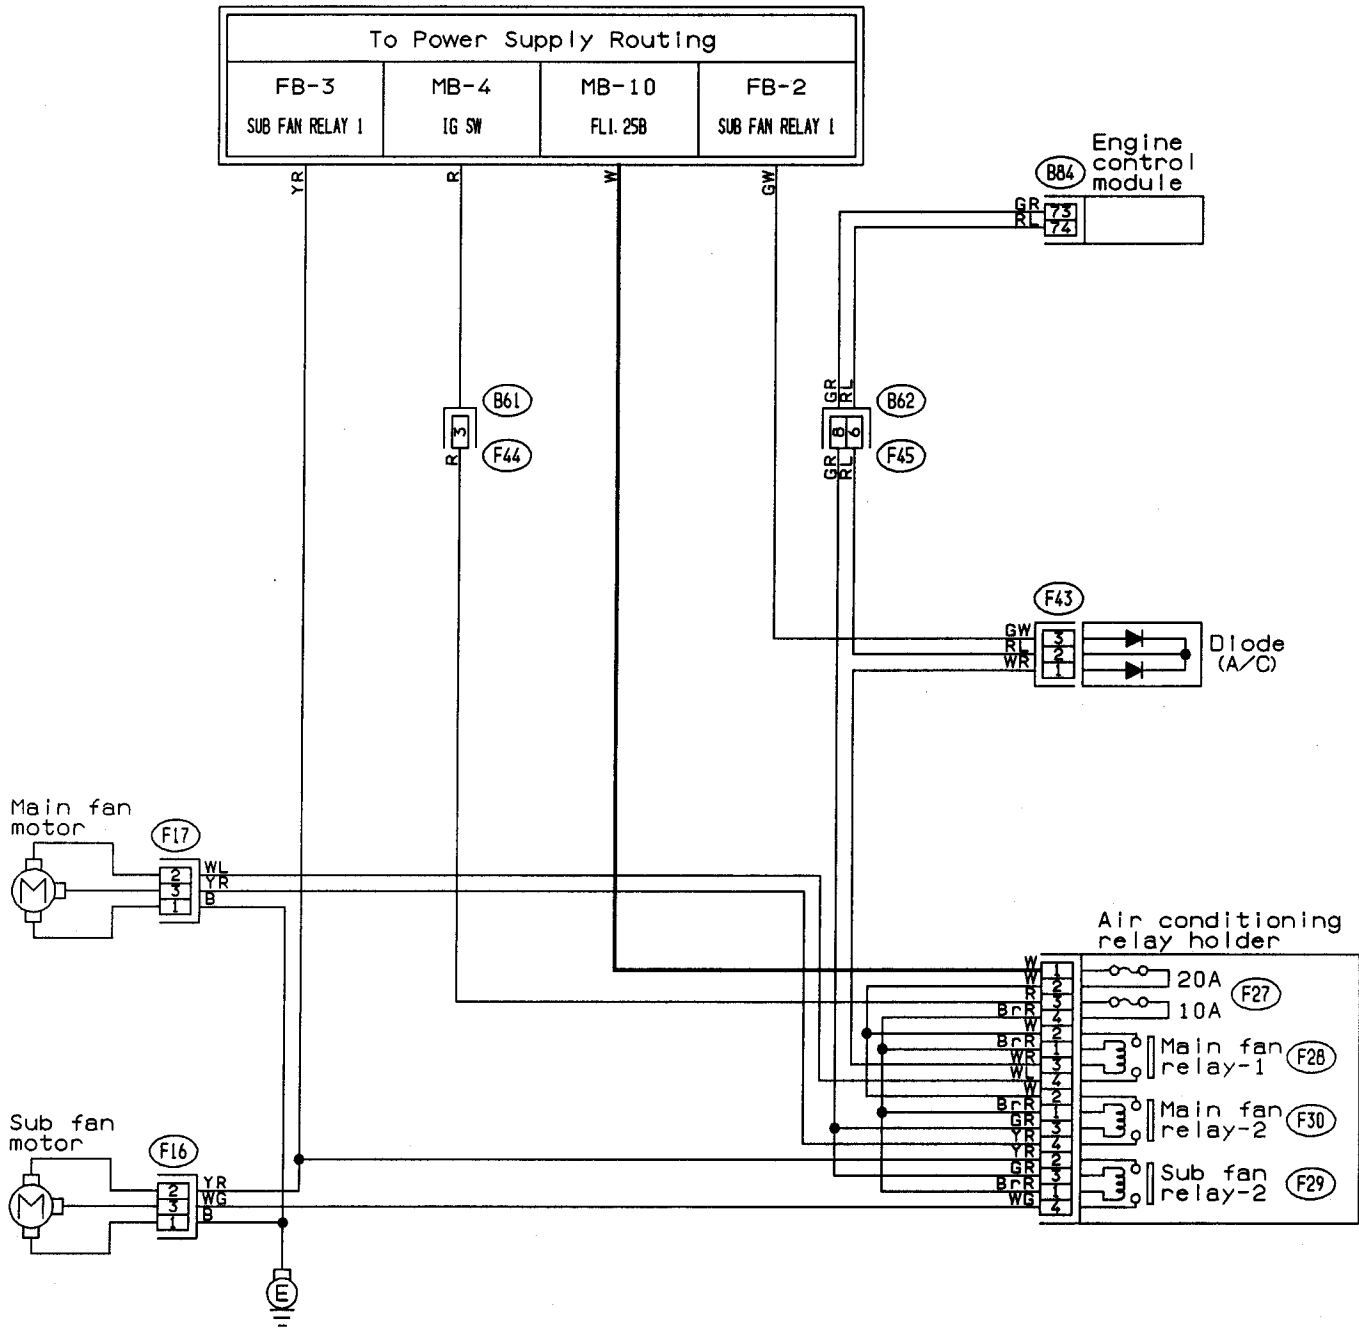 To Power Supply Routing
FB-3 MB-4 MB-10 FB-2
SUB FAN RELAY 1 IG SW FL1. 25B SUB FAN RELAY 1
YR R W GW
Engine
control
module
B84
GR 73
RL 74
GR RL
B61
3
F44
R
B62
8 6
F45
GR RL
F43
GW 3
RL 2
WR 1
Diode
(A/C)
Main fan
motor
F17
M
2 WL
3 YR
1 B
Air conditioning
relay holder
W 1
W 2 20A
R 3 F27
BrR 4 10A
W 2
BrR 1 Main fan F28
WR 3 relay-1
WL 4
W 2
BrR 1 Main fan F30
GR 3 relay-2
YR 4
YR 2
GR 3 Sub fan F29
BrR 1 relay-2
WG 4
Sub fan
motor
F16
M
2 YR
3 WG
1 B
E